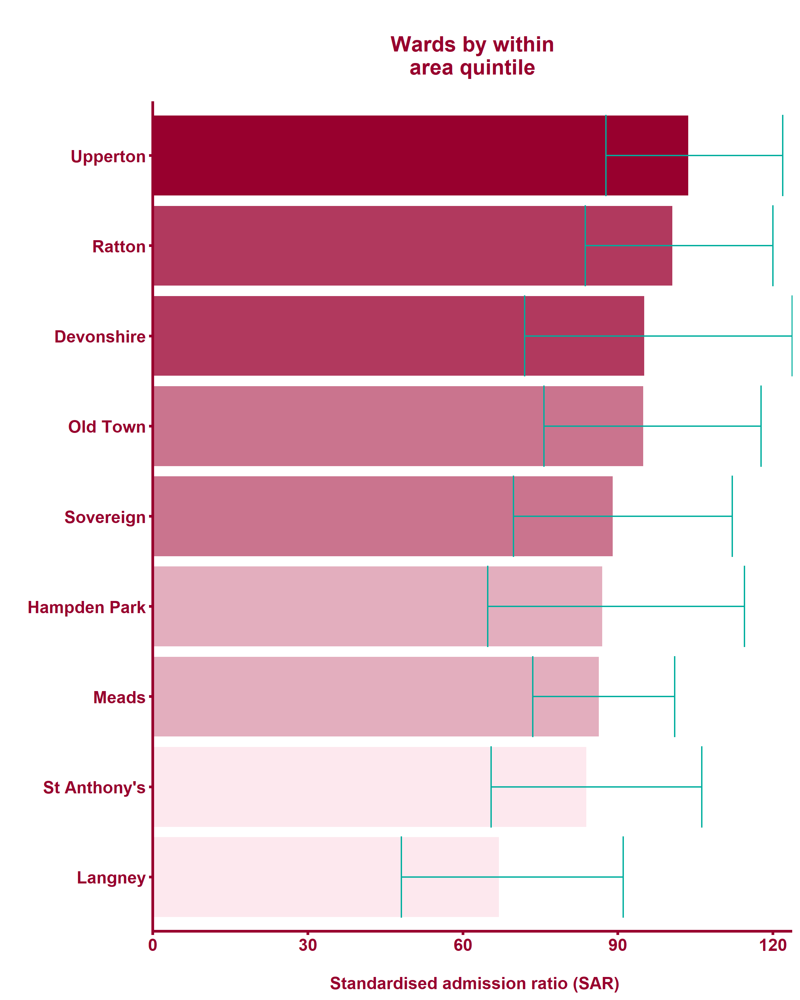 Wards by within
area quintile
Upperton
Ratton
Devonshire
Old Town
Sovereign
Hampden Park
Meads
St Anthony's
Langney
0 30 60 90 120
Standardised admission ratio (SAR)